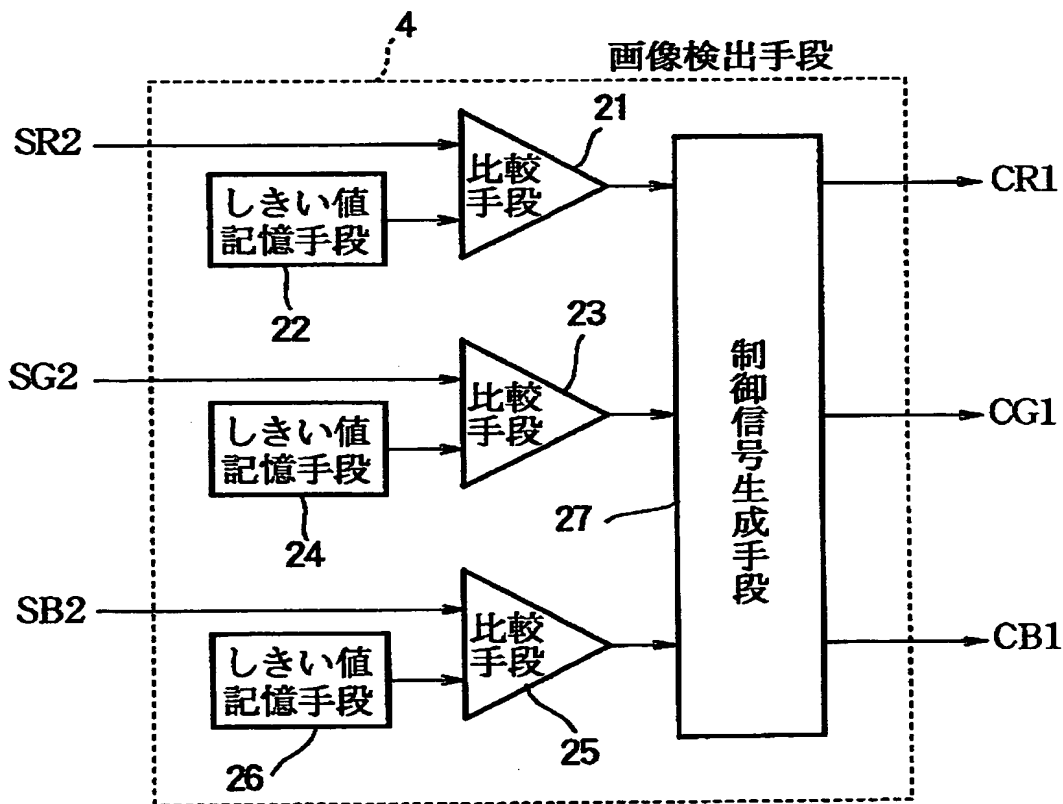 4
画像検出手段
SR2
21
比較
手段
しきい値
記憶手段
22
CR1
SG2
23
比較
手段
しきい値
記憶手段
24
制御信号生成手段
27
CG1
SB2
比較
手段
25
しきい値
記憶手段
26
CB1